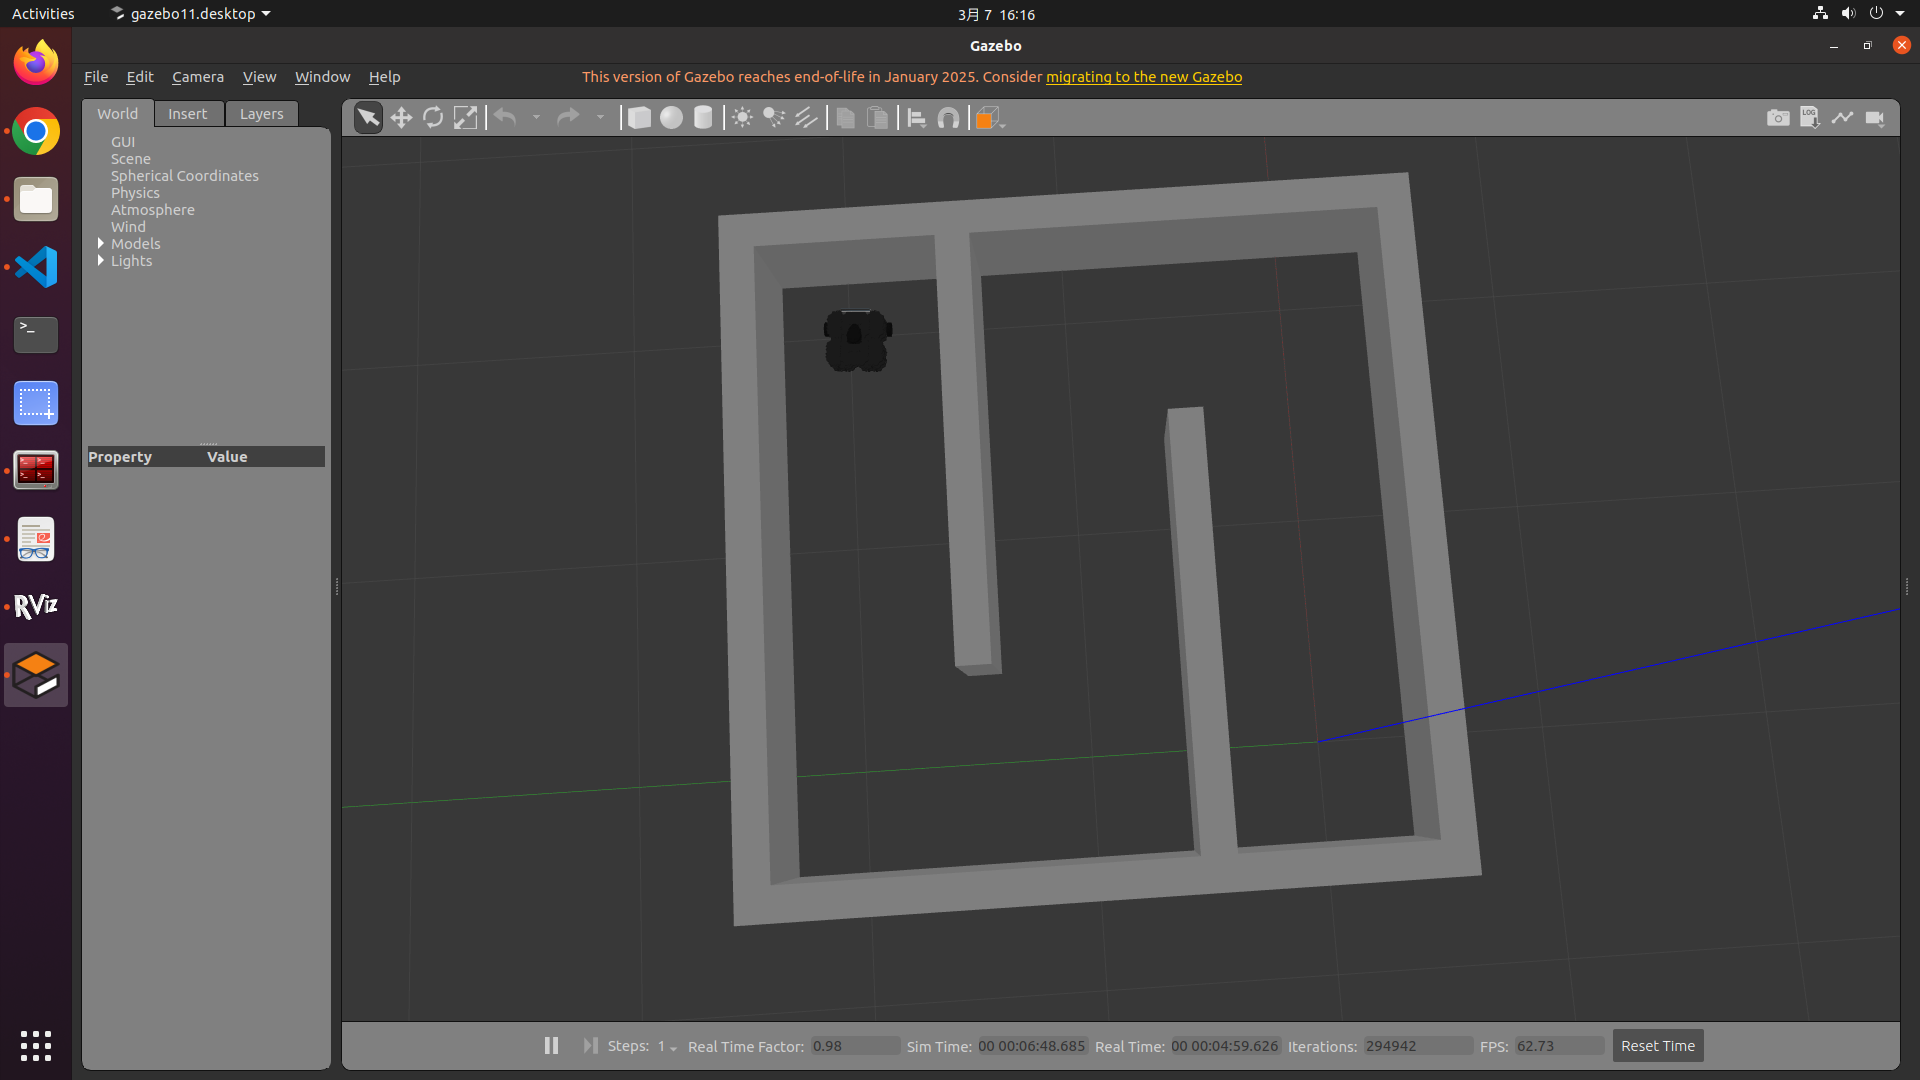 Activities
gazebo11.desktop
3月 7 16:16
Gazebo
File Edit Camera View Window Help
This version of Gazebo reaches end-of-life in January 2025. Consider migrating to the new Gazebo
World Insert Layers
LOG
GUI
Scene
Spherical Coordinates
Physics
Atmosphere
Wind
Models
Lights
Property Value
>_
RViz
Steps: 1 Real Time Factor: 0.98 Sim Time: 00 00:06:48.685 Real Time: 00 00:04:59.626 Iterations: 294942 FPS: 62.73 Reset Time